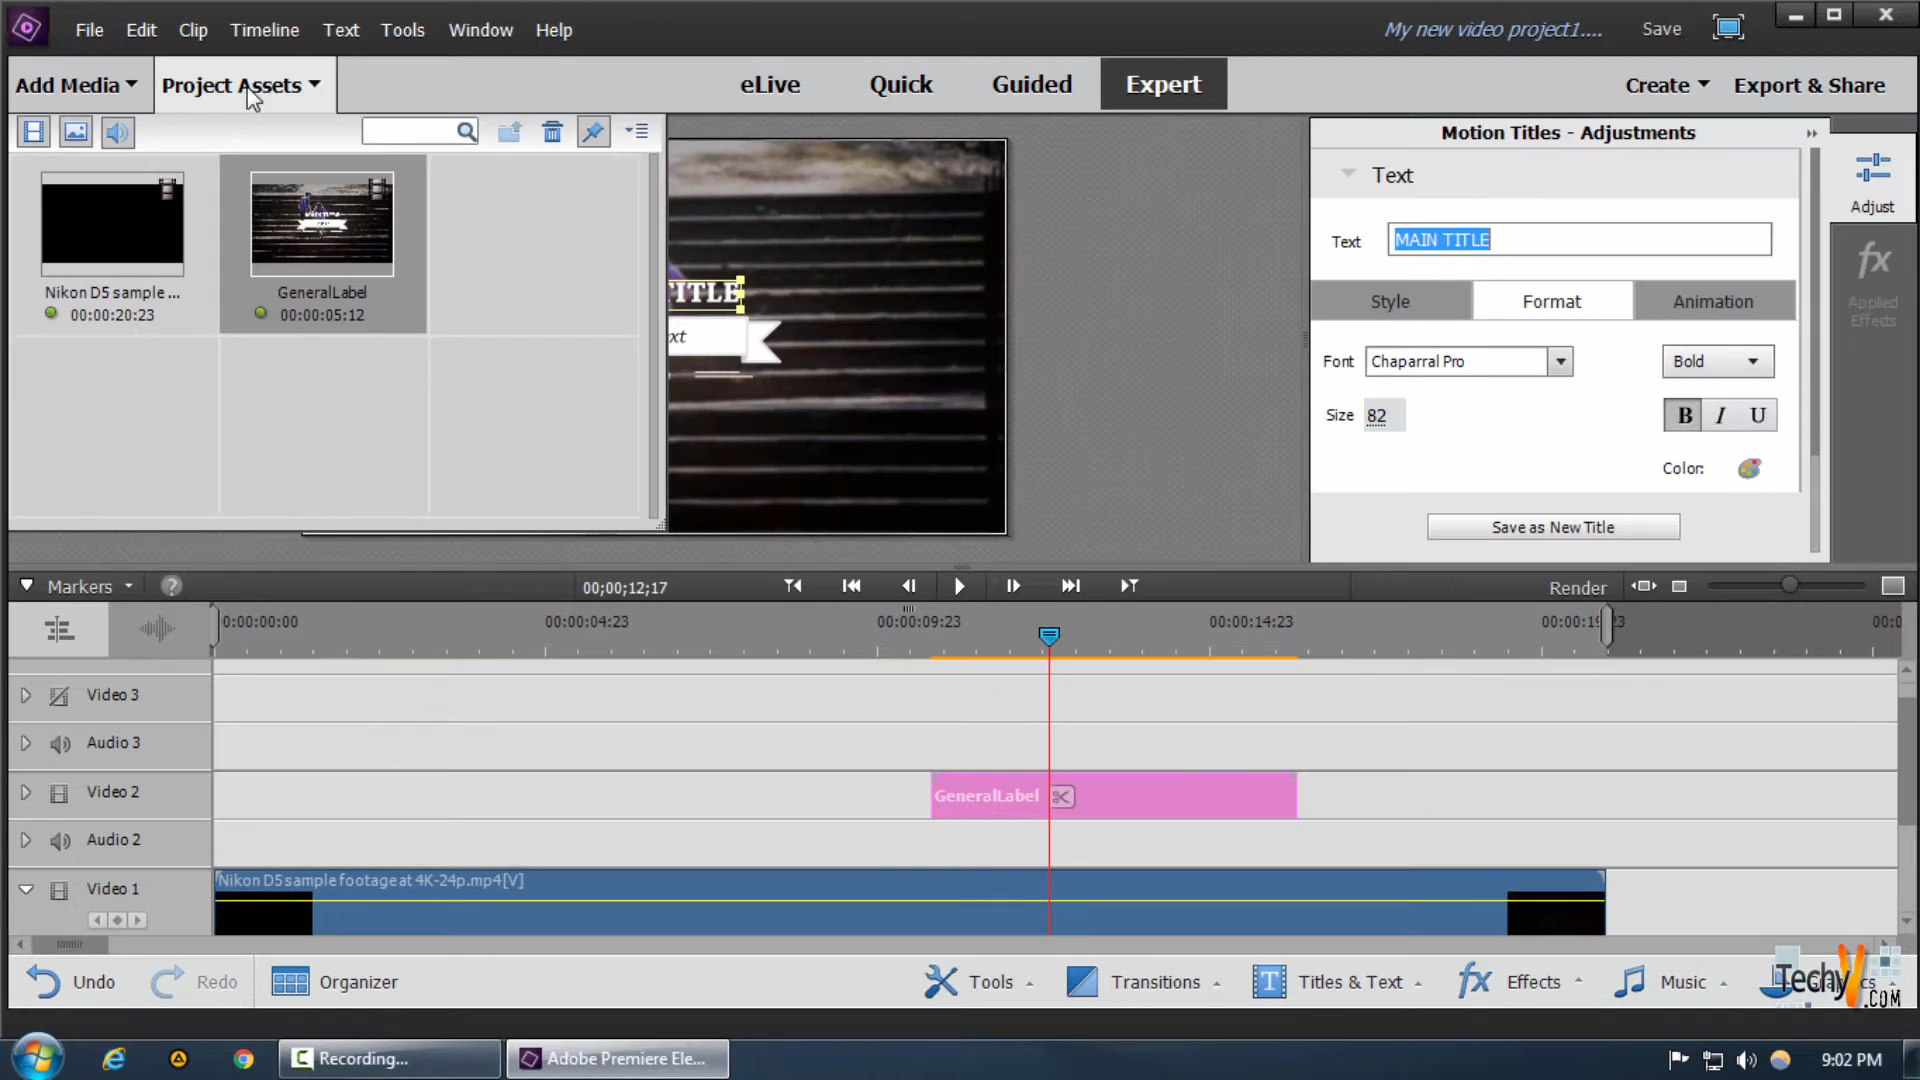 File Edit Clip Timeline Text Tools Window Help
My new video project1.... Save
Add Media Project Assets
eLive Quick Guided Expert
Create Export & Share
Motion Titles - Adjustments
Text
Adjust
Text MAIN TITLE
fx
Applied
Effects
Nikon D5 sample ...
00:00:20:23
GeneralLabel
00:00:05:12
TITLE
ext
Style Format Animation
Font Chaparral Pro Bold
Size 82 B I U
Color:
Save as New Title
Markers ? 00;00;12;17 Render
0:00:00:00 00:00:04:23 00:00:09:23 00:00:14:23
Video 3
Audio 3
Video 2 GeneralLabel
Audio 2
Nikon D5 sample footage at 4K-24p.mp4 [V]
Video 1
Undo Redo Organizer Tools Transitions T Titles & Text fx Effects Music
TechyV
.COM
Recording... Adobe Premiere Ele... 9:02 PM